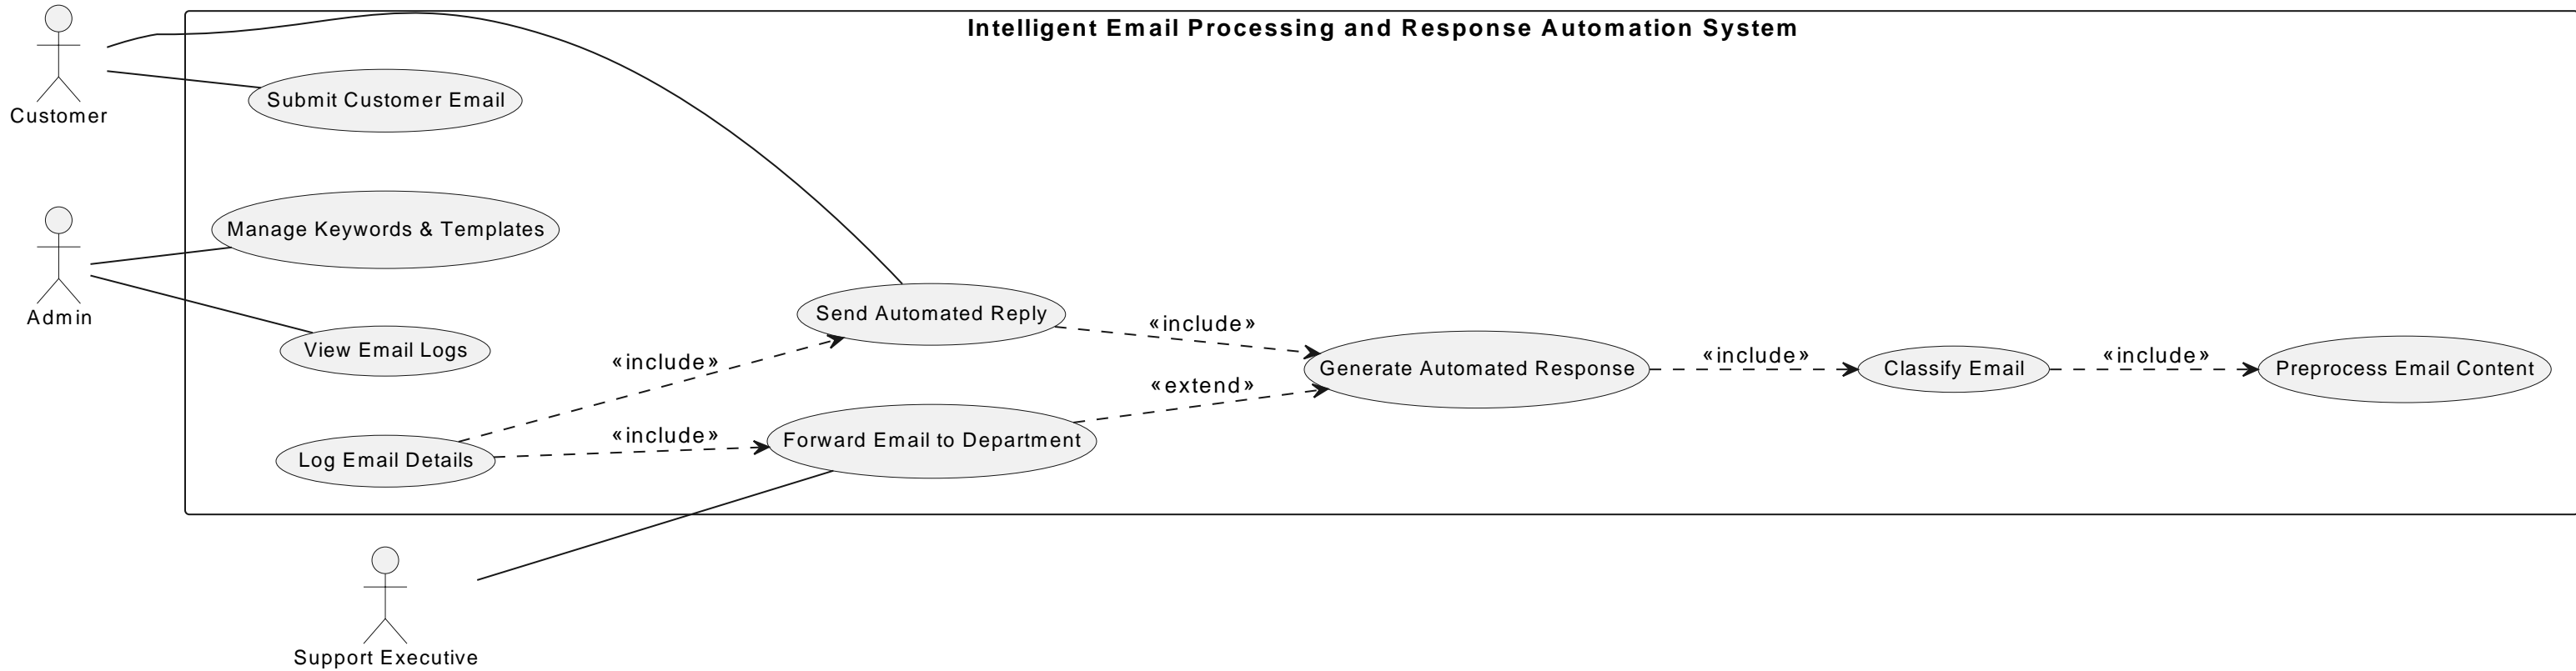 Intelligent Email Processing and Response Automation System
Customer
Submit Customer Email
Manage Keywords & Templates
Admin
View Email Logs
Send Automated Reply
«include»
«include»
Generate Automated Response
«include»
Classify Email
«include»
Preprocess Email Content
«extend»
«include»
Forward Email to Department
Log Email Details
Support Executive